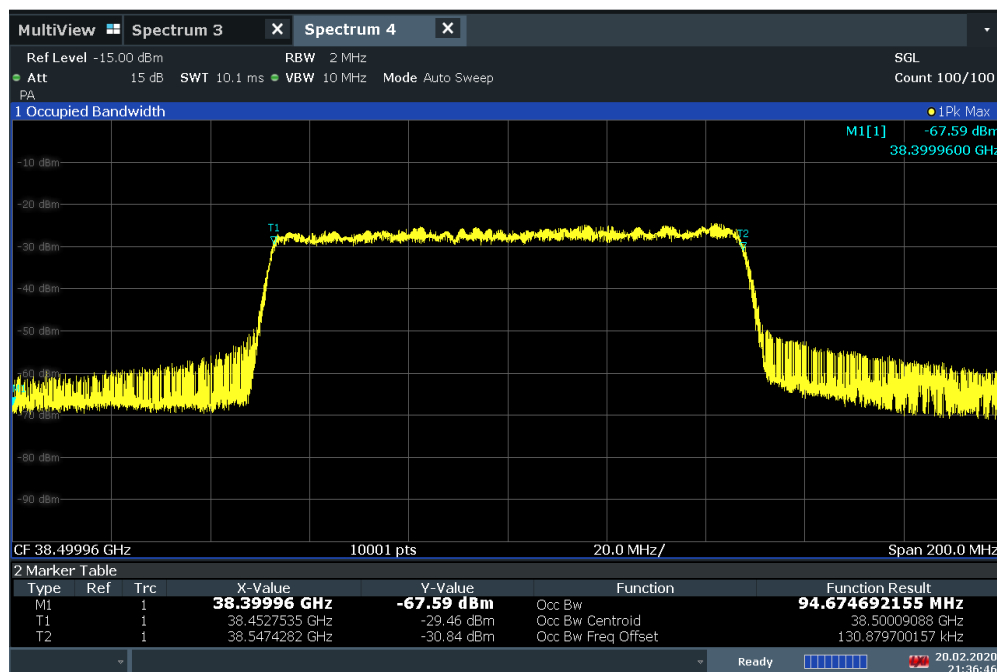 MultiView Spectrum 3 X Spectrum 4 X
Ref Level -15.00 dBm RBW 2 MHz SGL
Att 15 dB SWT 10.1 ms VBW 10 MHz Mode Auto Sweep Count 100/100
PA
1 Occupied Bandwidth 1Pk Max
M1[1] -67.59 dBm
38.3999600 GHz
-10 dBm
-20 dBm
T1
T2
-30 dBm
-40 dBm
-50 dBm
-60 dBm
-70 dBm
-80 dBm
-90 dBm
CF 38.49996 GHz 10001 pts 20.0 MHz/ Span 200.0 MHz
2 Marker Table
Type Ref Trc X-Value Y-Value Function Function Result
M1 1 38.39996 GHz -67.59 dBm Occ Bw 94.674692155 MHz
T1 1 38.4527535 GHz -29.46 dBm Occ Bw Centroid 38.50009088 GHz
T2 1 38.5474282 GHz -30.84 dBm Occ Bw Freq Offset 130.879700157 kHz
Ready 20.02.2020
21:36:46